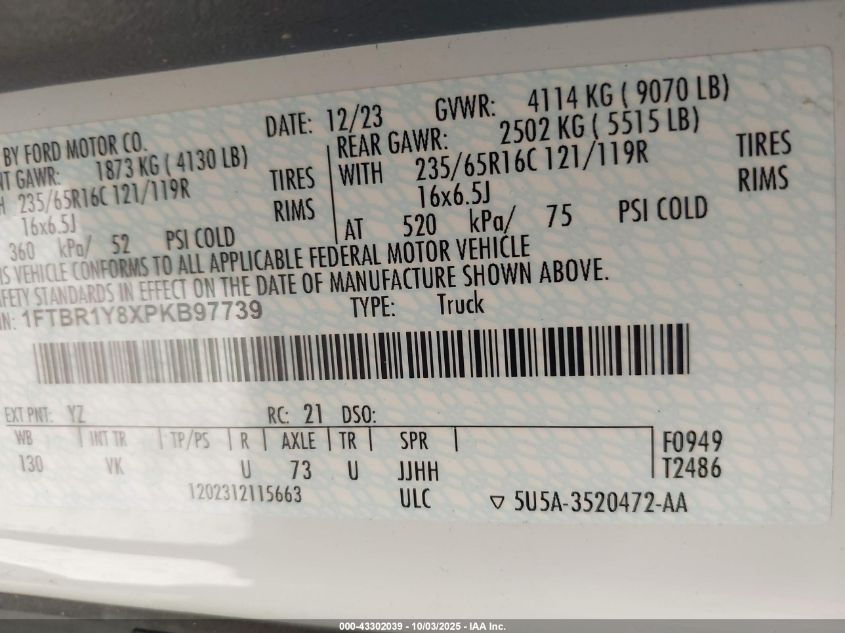 BY FORD MOTOR CO. DATE: 12/23 GVWR: 4114 KG ( 9070 LB)
NT GAWR: 1873 KG ( 4130 LB) REAR GAWR: 2502 KG ( 5515 LB)
H 235/65R16C 121/119R TIRES WITH 235/65R16C 121/119R TIRES
16x6.5J RIMS 16x6.5J RIMS
360 kPa/ 52 PSI COLD AT 520 kPa/ 75 PSI COLD
IS VEHICLE CONFORMS TO ALL APPLICABLE FEDERAL MOTOR VEHICLE
FETY STANDARDS IN EFFECT ON THE DATE OF MANUFACTURE SHOWN ABOVE.
IN: 1FTBR1Y8XPKB97739 TYPE: Truck
EXT PNT: YZ RC: 21 DSO:
WB INT TR TP/PS R AXLE TR SPR F0949
130 VK U 73 U JJHH T2486
1202312115663 ULC ▽ 5U5A-3520472-AA
000-43302039 - 10/03/2025 - IAA Inc.